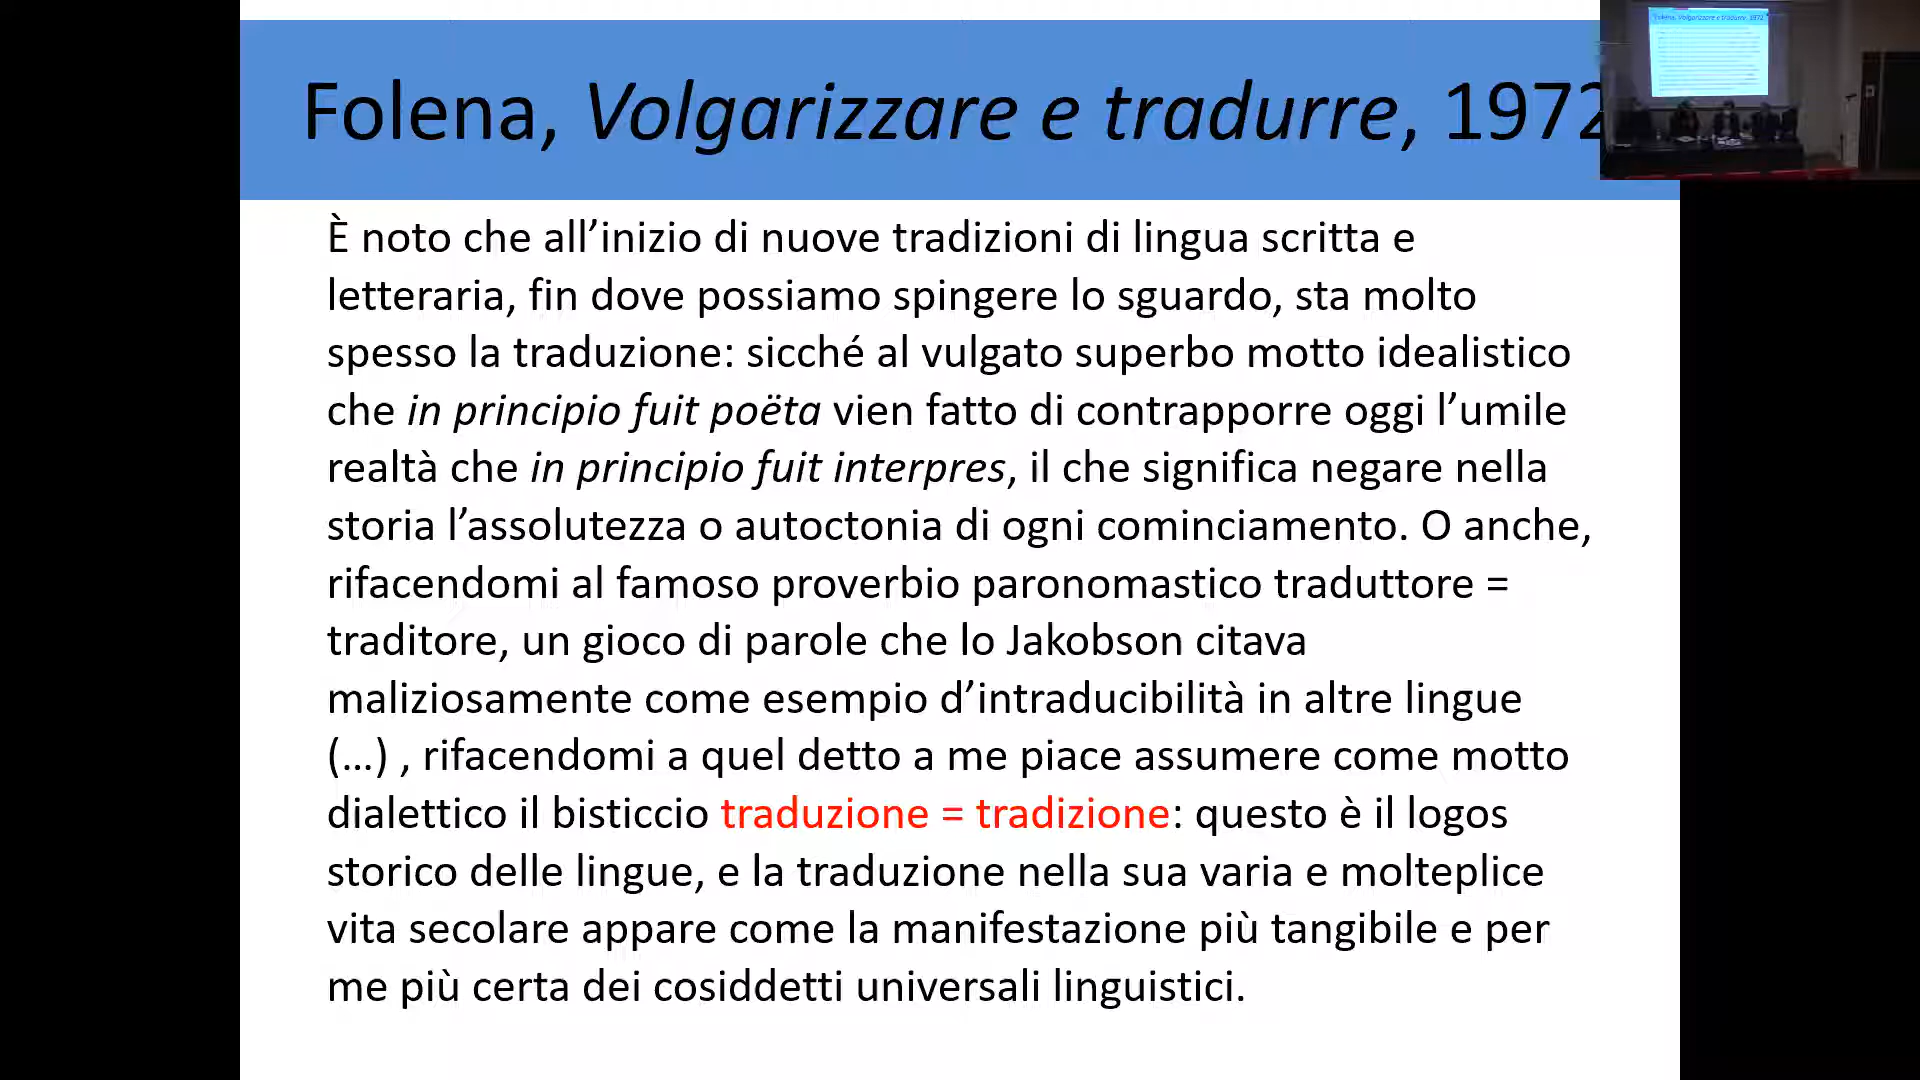 Folena, Volgarizzare e tradurre, 1972
È noto che all’inizio di nuove tradizioni di lingua scritta e
letteraria, fin dove possiamo spingere lo sguardo, sta molto
spesso la traduzione: sicché al vulgato superbo motto idealistico
che in principio fuit poëta vien fatto di contrapporre oggi l’umile
realtà che in principio fuit interpres, il che significa negare nella
storia l’assolutezza o autoctonia di ogni cominciamento. O anche,
rifacendomi al famoso proverbio paronomastico traduttore =
traditore, un gioco di parole che lo Jakobson citava
maliziosamente come esempio d’intraducibilità in altre lingue
(…) , rifacendomi a quel detto a me piace assumere come motto
dialettico il bisticcio traduzione = tradizione: questo è il logos
storico delle lingue, e la traduzione nella sua varia e molteplice
vita secolare appare come la manifestazione più tangibile e per
me più certa dei cosiddetti universali linguistici.